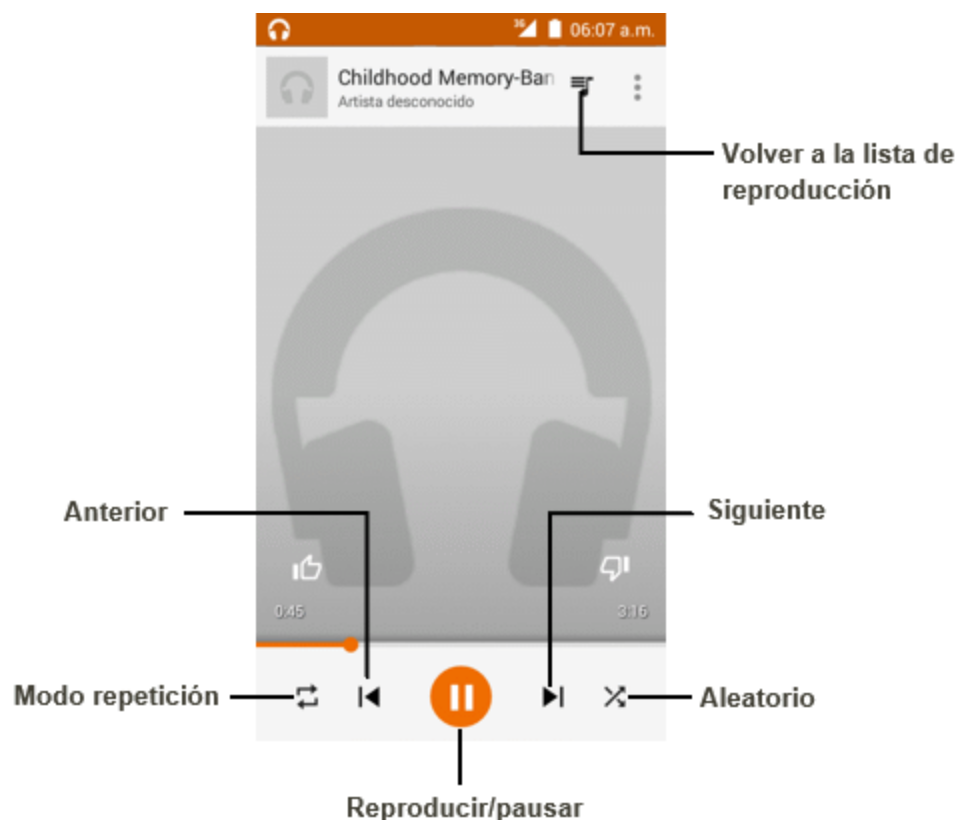 3G 06:07 a.m.
Childhood Memory-Ban
Artista desconocido
Volver a la lista de
reproducción
Anterior
Siguiente
0:45
3:16
Modo repetición
Aleatorio
Reproducir/pausar